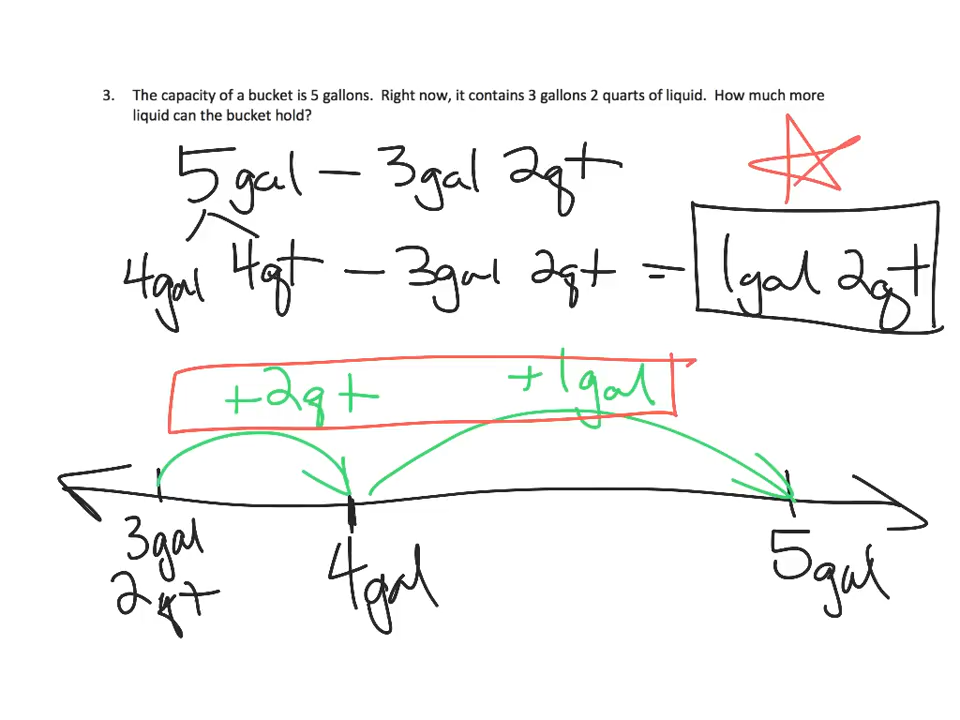 3. The capacity of a bucket is 5 gallons. Right now, it contains 3 gallons 2 quarts of liquid. How much more
liquid can the bucket hold?
5gal - 3gal 2qt
4gal 4qt - 3gal 2qt = 1gal 2qt
+2qt +1gal
3gal 4gal 5gal
2qt